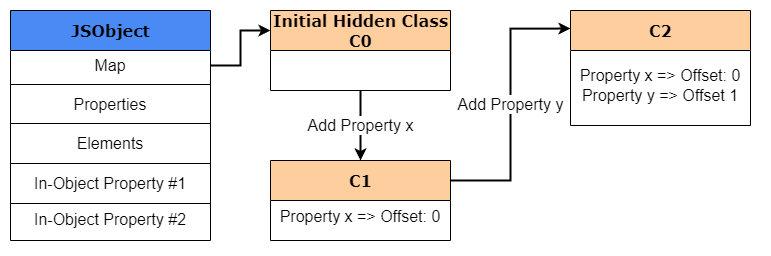 JSObject
Map
Properties
Elements
In-Object Property #1
In-Object Property #2
Initial Hidden Class
C0
Add Property x
C1
Property x => Offset: 0
Add Property y
C2
Property x => Offset: 0
Property y => Offset 1